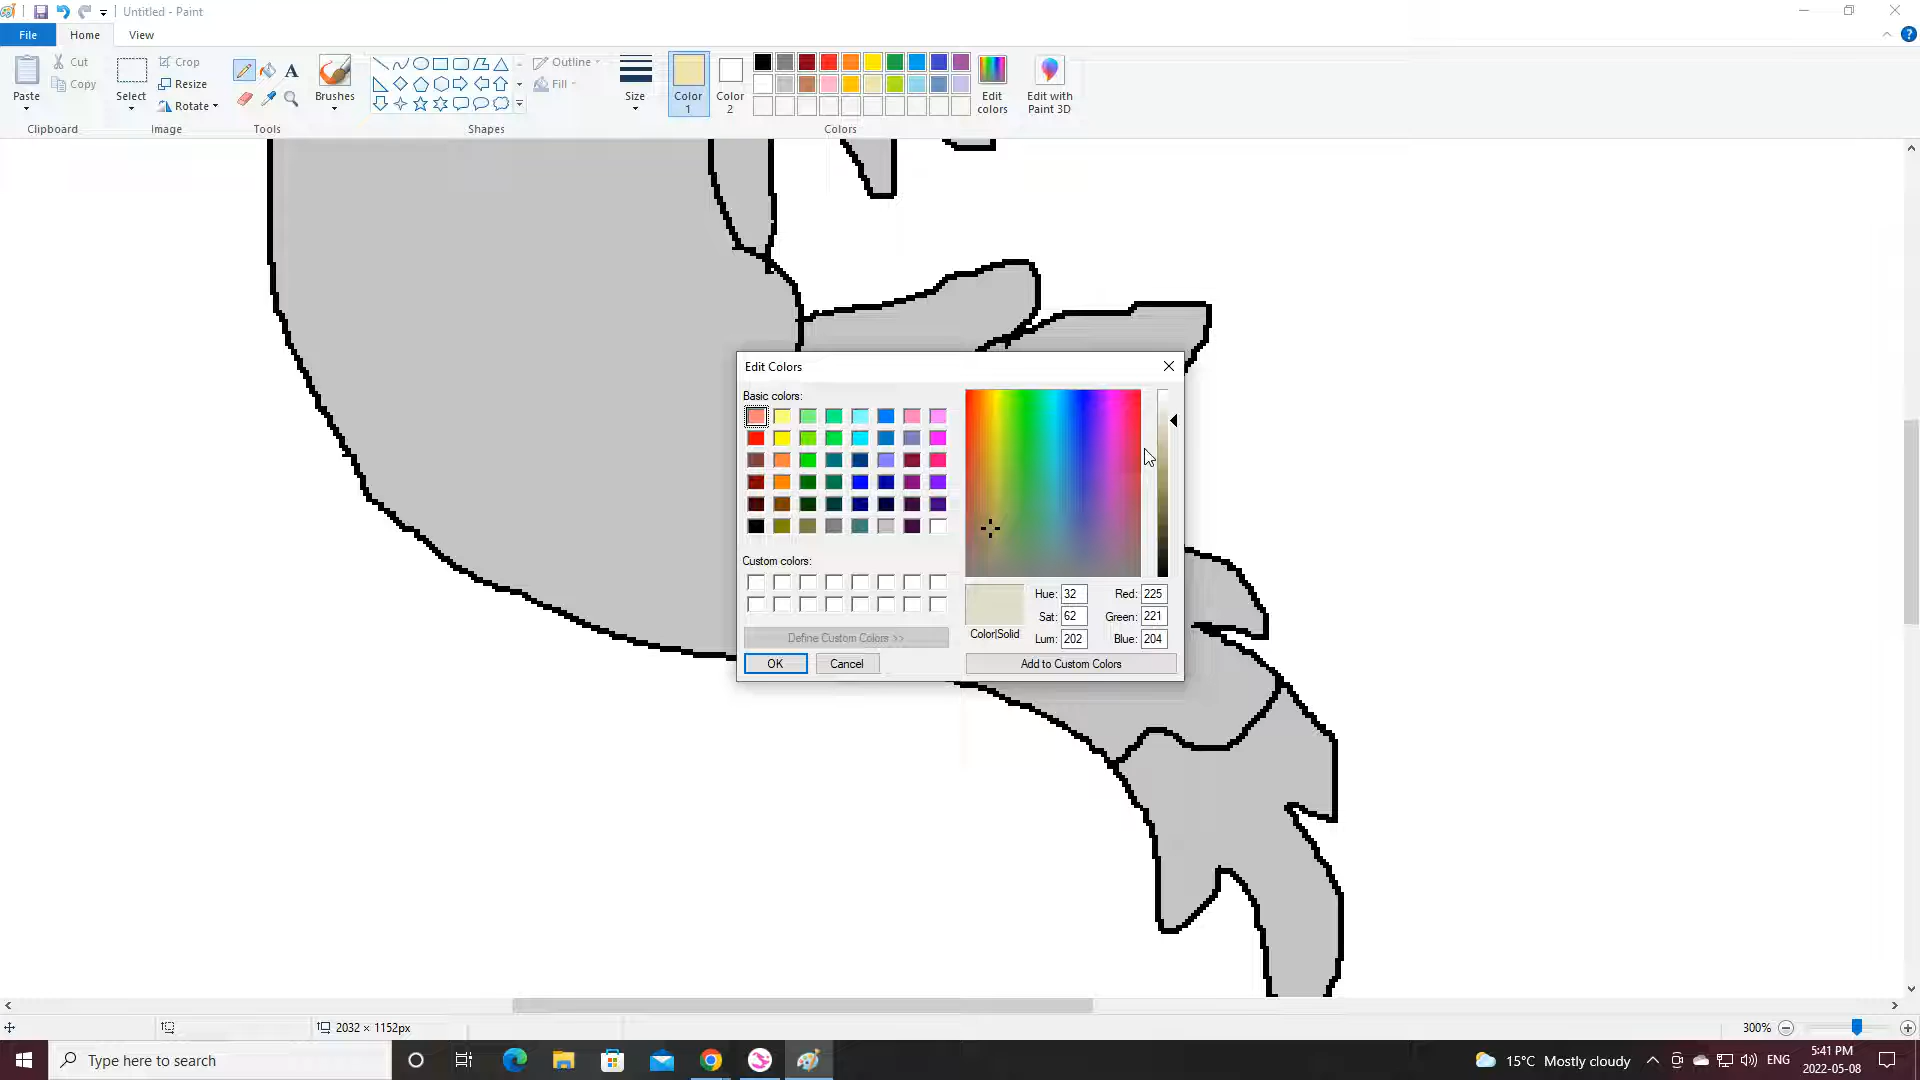 Untitled - Paint
File Home View
Paste
Cut
Copy
Clipboard
Select
Crop
Resize
Rotate
Image
A
Tools
Brushes
Shapes
Outline
Fill
Size
Color 1
Color 2
Edit colors
Edit with Paint 3D
Colors
Edit Colors
Basic colors:
Custom colors:
Define Custom Colors >>
OK Cancel
Color|Solid
Hue: 32 Red: 225
Sat: 62 Green: 221
Lum: 202 Blue: 204
Add to Custom Colors
2032 × 1152px
300%
Type here to search
15°C Mostly cloudy
ENG
5:41 PM
2022-05-08